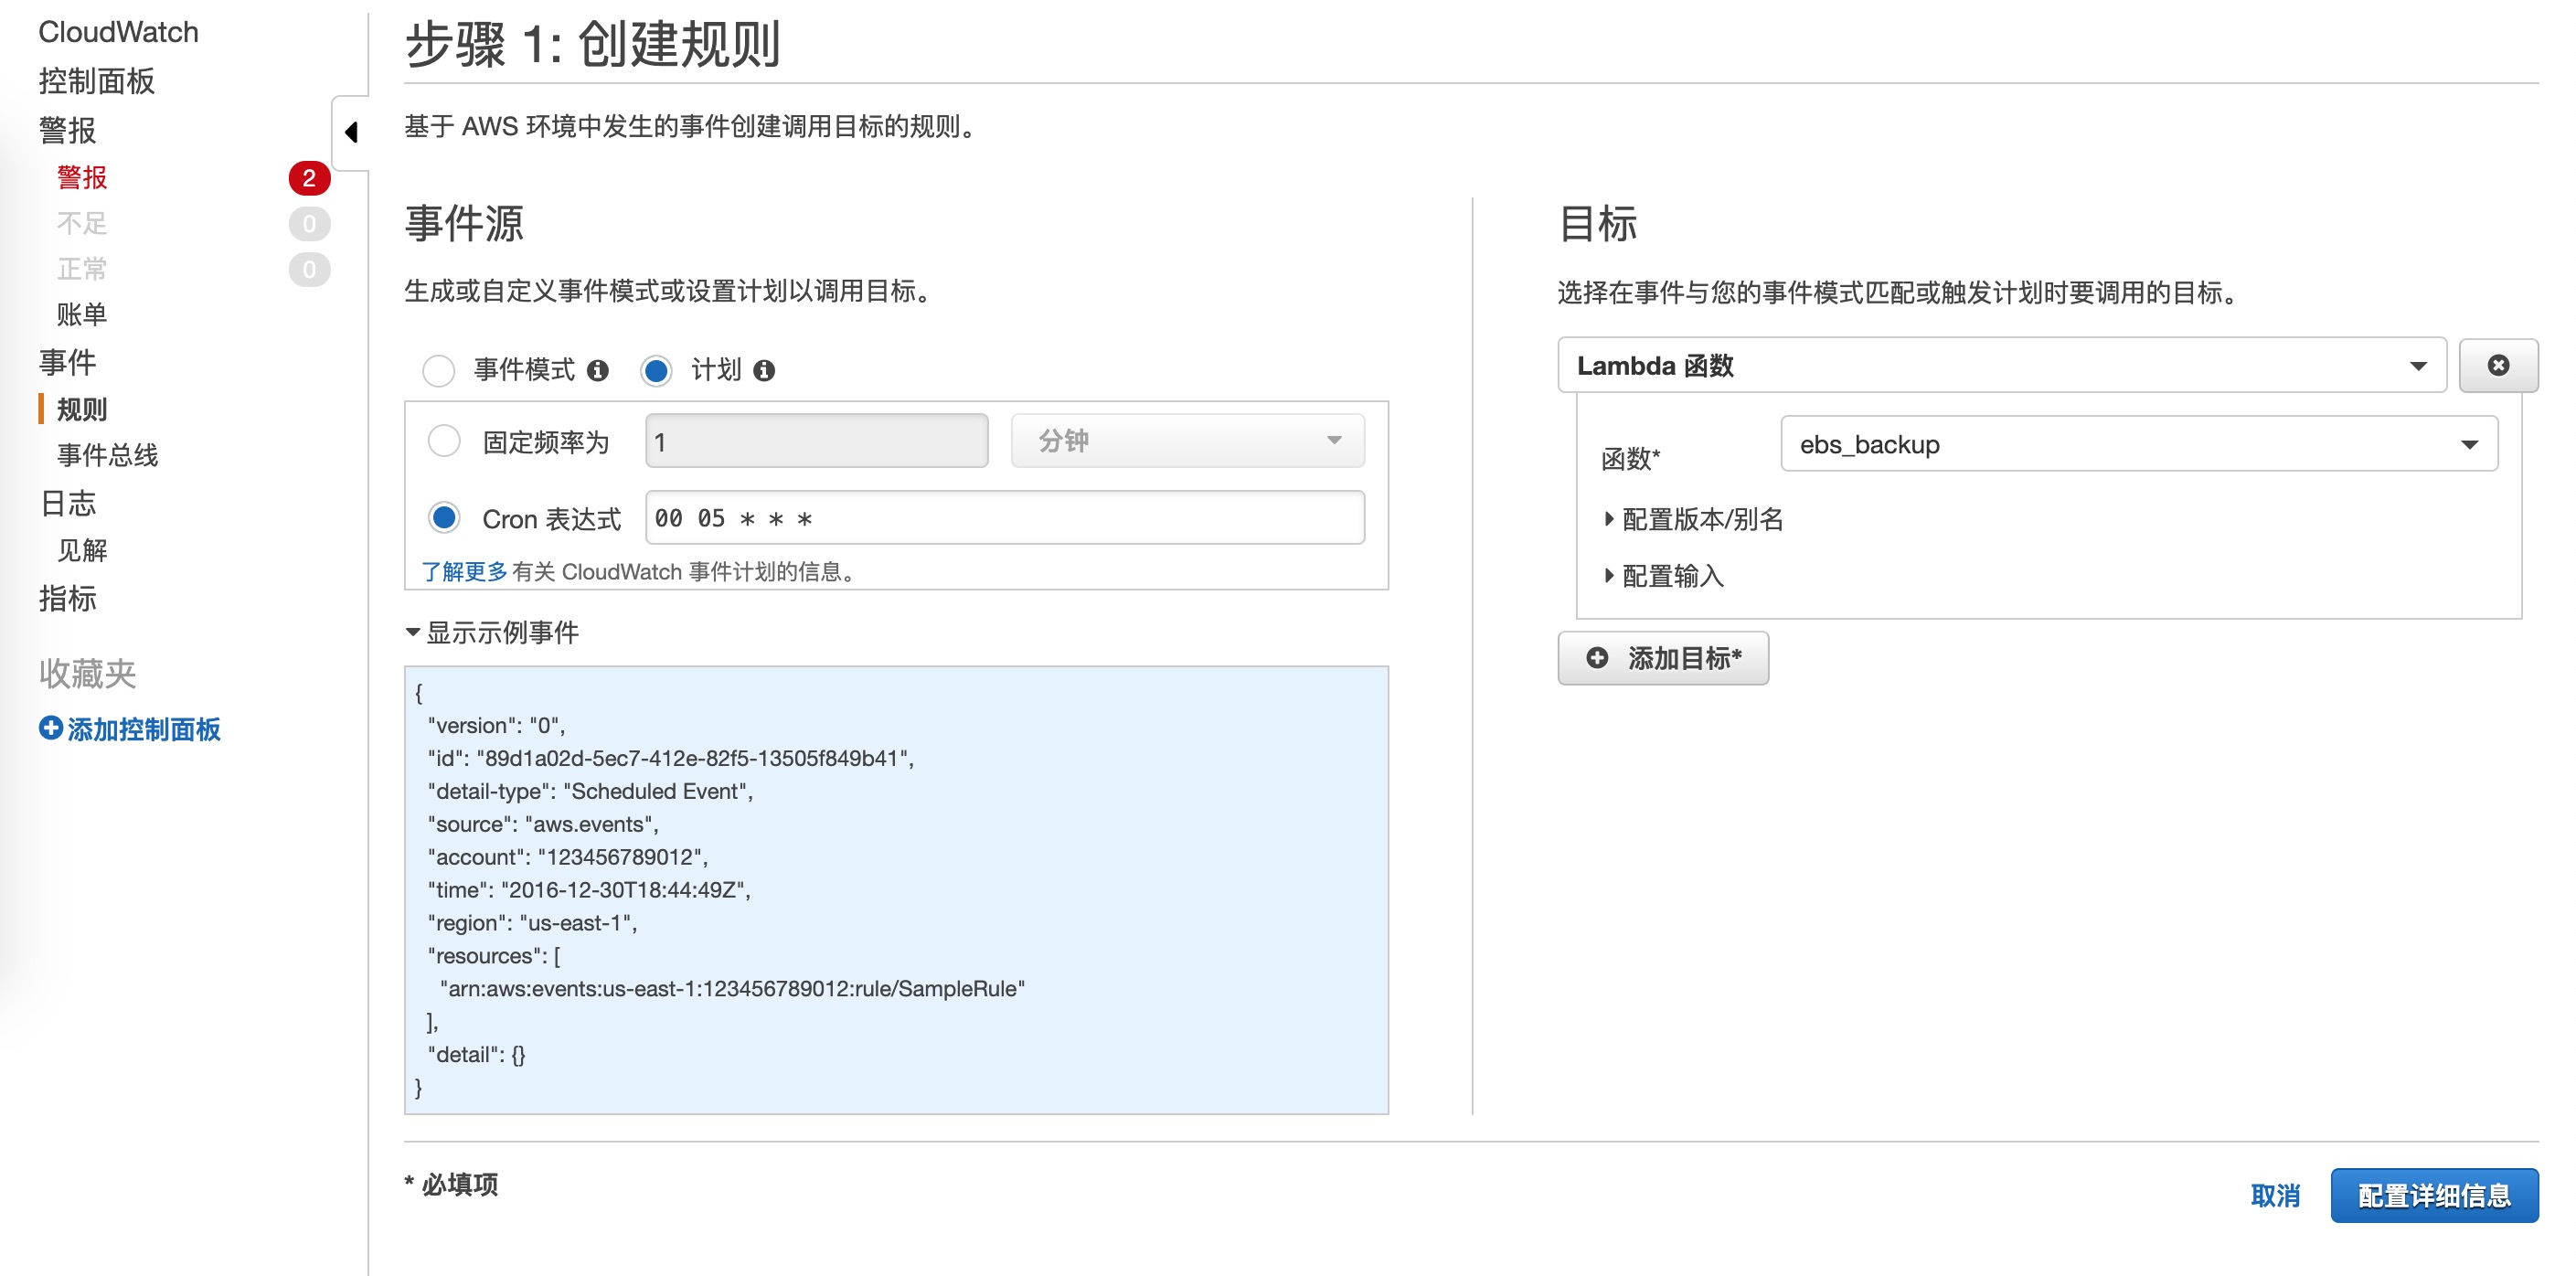 CloudWatch
控制面板
警报
警报 2
不足 0
正常 0
账单
事件
规则
事件总线
日志
见解
指标
收藏夹
添加控制面板
步骤 1: 创建规则
基于 AWS 环境中发生的事件创建调用目标的规则。
事件源
生成或自定义事件模式或设置计划以调用目标。
事件模式 计划
固定频率为 1 分钟
Cron 表达式 00 05 * * *
了解更多 有关 CloudWatch 事件计划的信息。
显示示例事件
{
"version": "0",
"id": "89d1a02d-5ec7-412e-82f5-13505f849b41",
"detail-type": "Scheduled Event",
"source": "aws.events",
"account": "123456789012",
"time": "2016-12-30T18:44:49Z",
"region": "us-east-1",
"resources": [
"arn:aws:events:us-east-1:123456789012:rule/SampleRule"
],
"detail": {}
}
目标
选择在事件与您的事件模式匹配或触发计划时要调用的目标。
Lambda 函数
函数* ebs_backup
配置版本/别名
配置输入
添加目标*
* 必填项
取消 配置详细信息